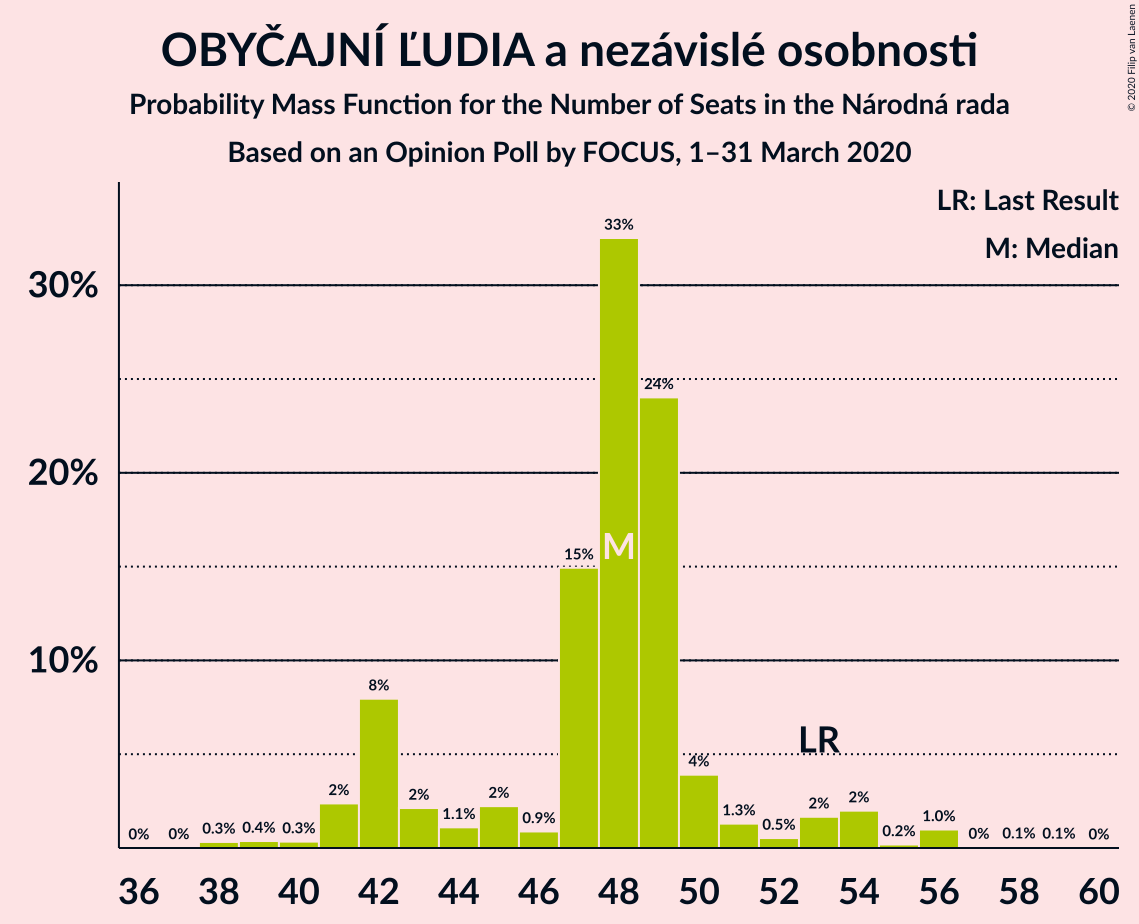 OBYČAJNÍ ĽUDIA a nezávislé osobnosti
Probability Mass Function for the Number of Seats in the Národná rada
Based on an Opinion Poll by FOCUS, 1–31 March 2020
© 2020 Filip van Laenen
LR: Last Result
M: Median
30%
20%
10%
0% 0% 0.3% 0.4% 0.3% 2% 8% 2% 1.1% 2% 0.9% 15% 33% 24% 4% 1.3% 0.5% 2% 2% 0.2% 1.0% 0% 0.1% 0.1% 0%
M
LR
36 38 40 42 44 46 48 50 52 54 56 58 60